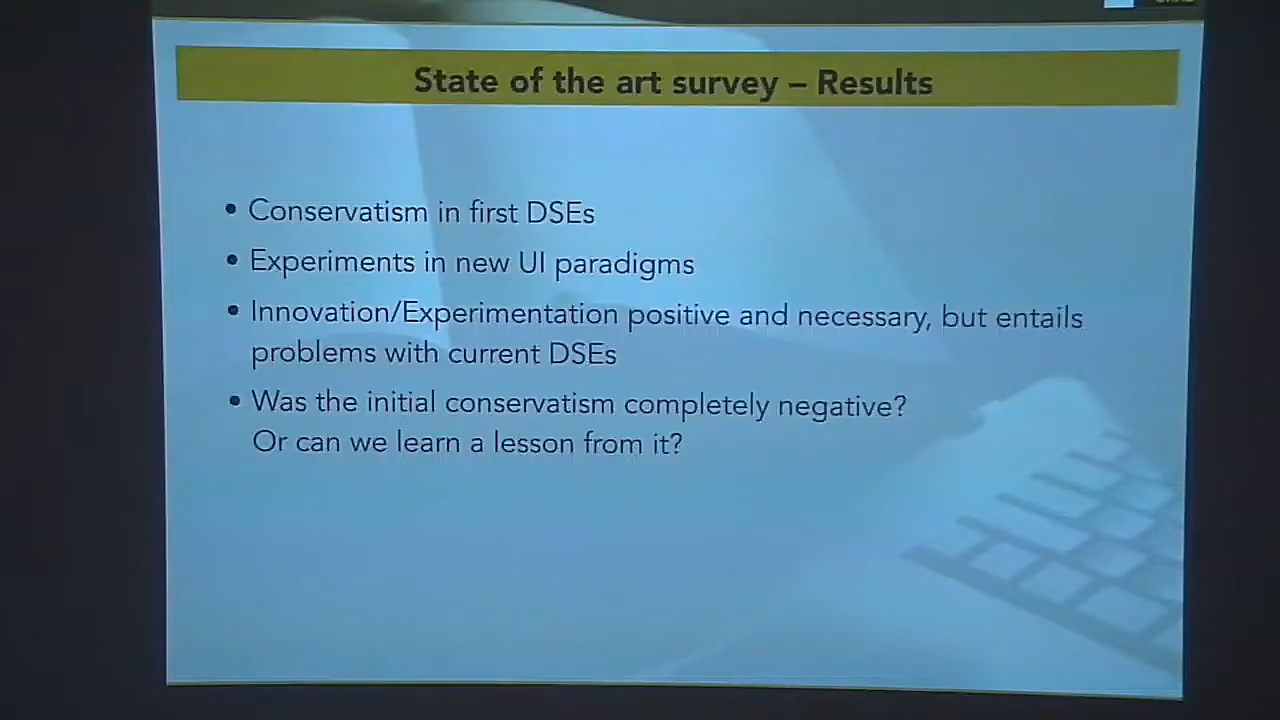 State of the art survey – Results
• Conservatism in first DSEs
• Experiments in new UI paradigms
• Innovation/Experimentation positive and necessary, but entails
problems with current DSEs
• Was the initial conservatism completely negative?
Or can we learn a lesson from it?